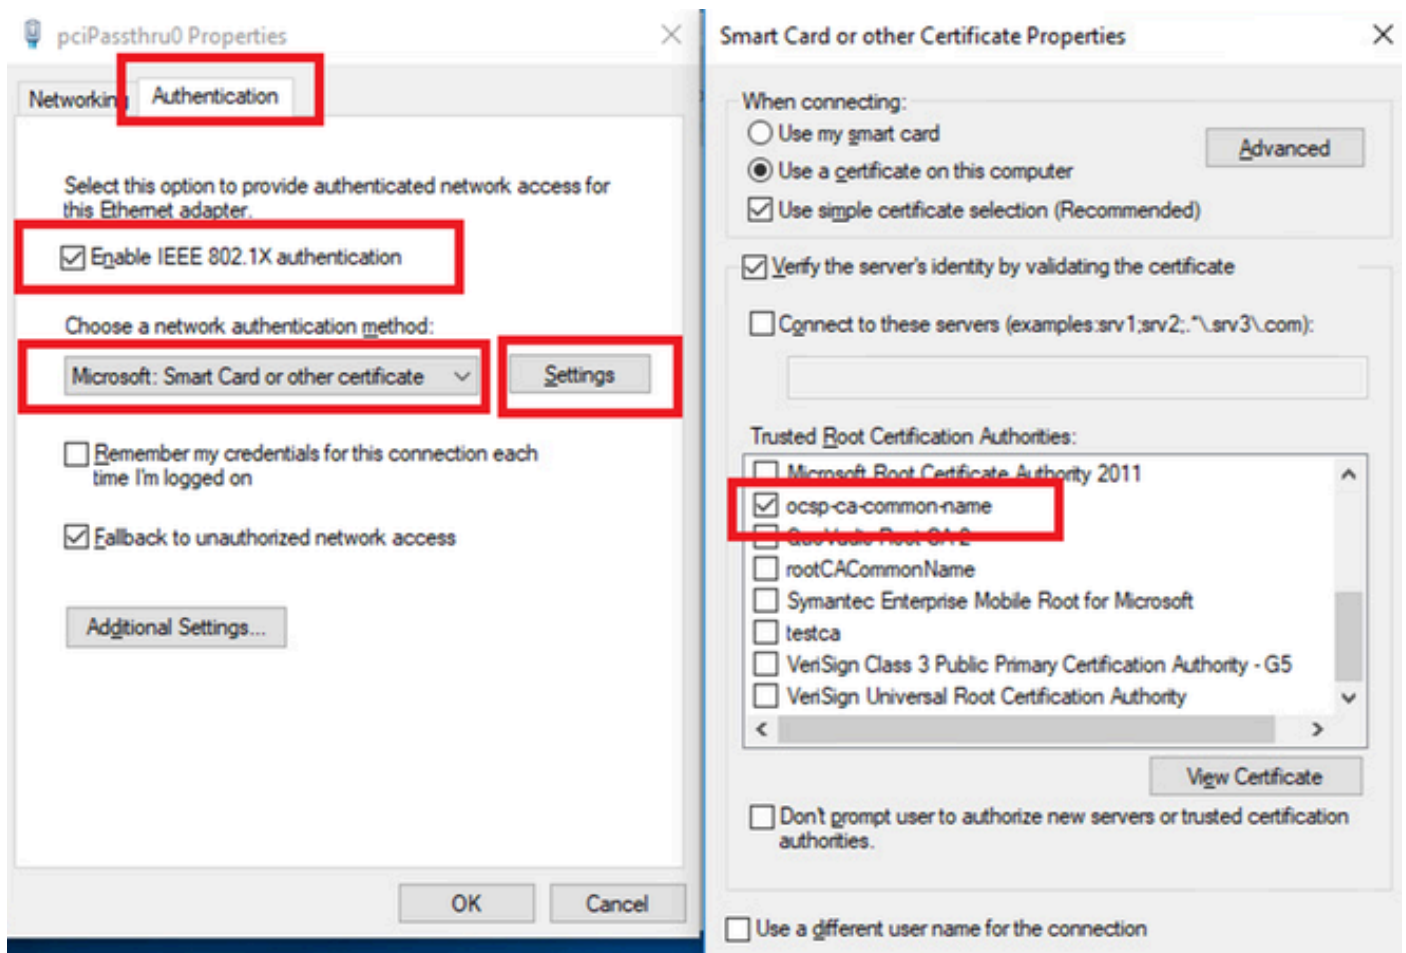 pciPassthru0 Properties
Networking
Authentication
Select this option to provide authenticated network access for
this Ethernet adapter.
Enable IEEE 802.1X authentication
Choose a network authentication method:
Microsoft: Smart Card or other certificate
Settings
Remember my credentials for this connection each
time I'm logged on
Fallback to unauthorized network access
Additional Settings...
OK
Cancel
Smart Card or other Certificate Properties
When connecting:
Use my smart card
Advanced
Use a certificate on this computer
Use simple certificate selection (Recommended)
Verify the server's identity by validating the certificate
Connect to these servers (examples:srv1;srv2;.*\.srv3\.com):
Trusted Root Certification Authorities:
Microsoft Root Certificate Authority 2011
ocsp-ca-common-name
QuoVadis Root CA 2
rootCACommonName
Symantec Enterprise Mobile Root for Microsoft
testca
VeriSign Class 3 Public Primary Certification Authority - G5
VeriSign Universal Root Certification Authority
View Certificate
Don't prompt user to authorize new servers or trusted certification
authorities.
Use a different user name for the connection